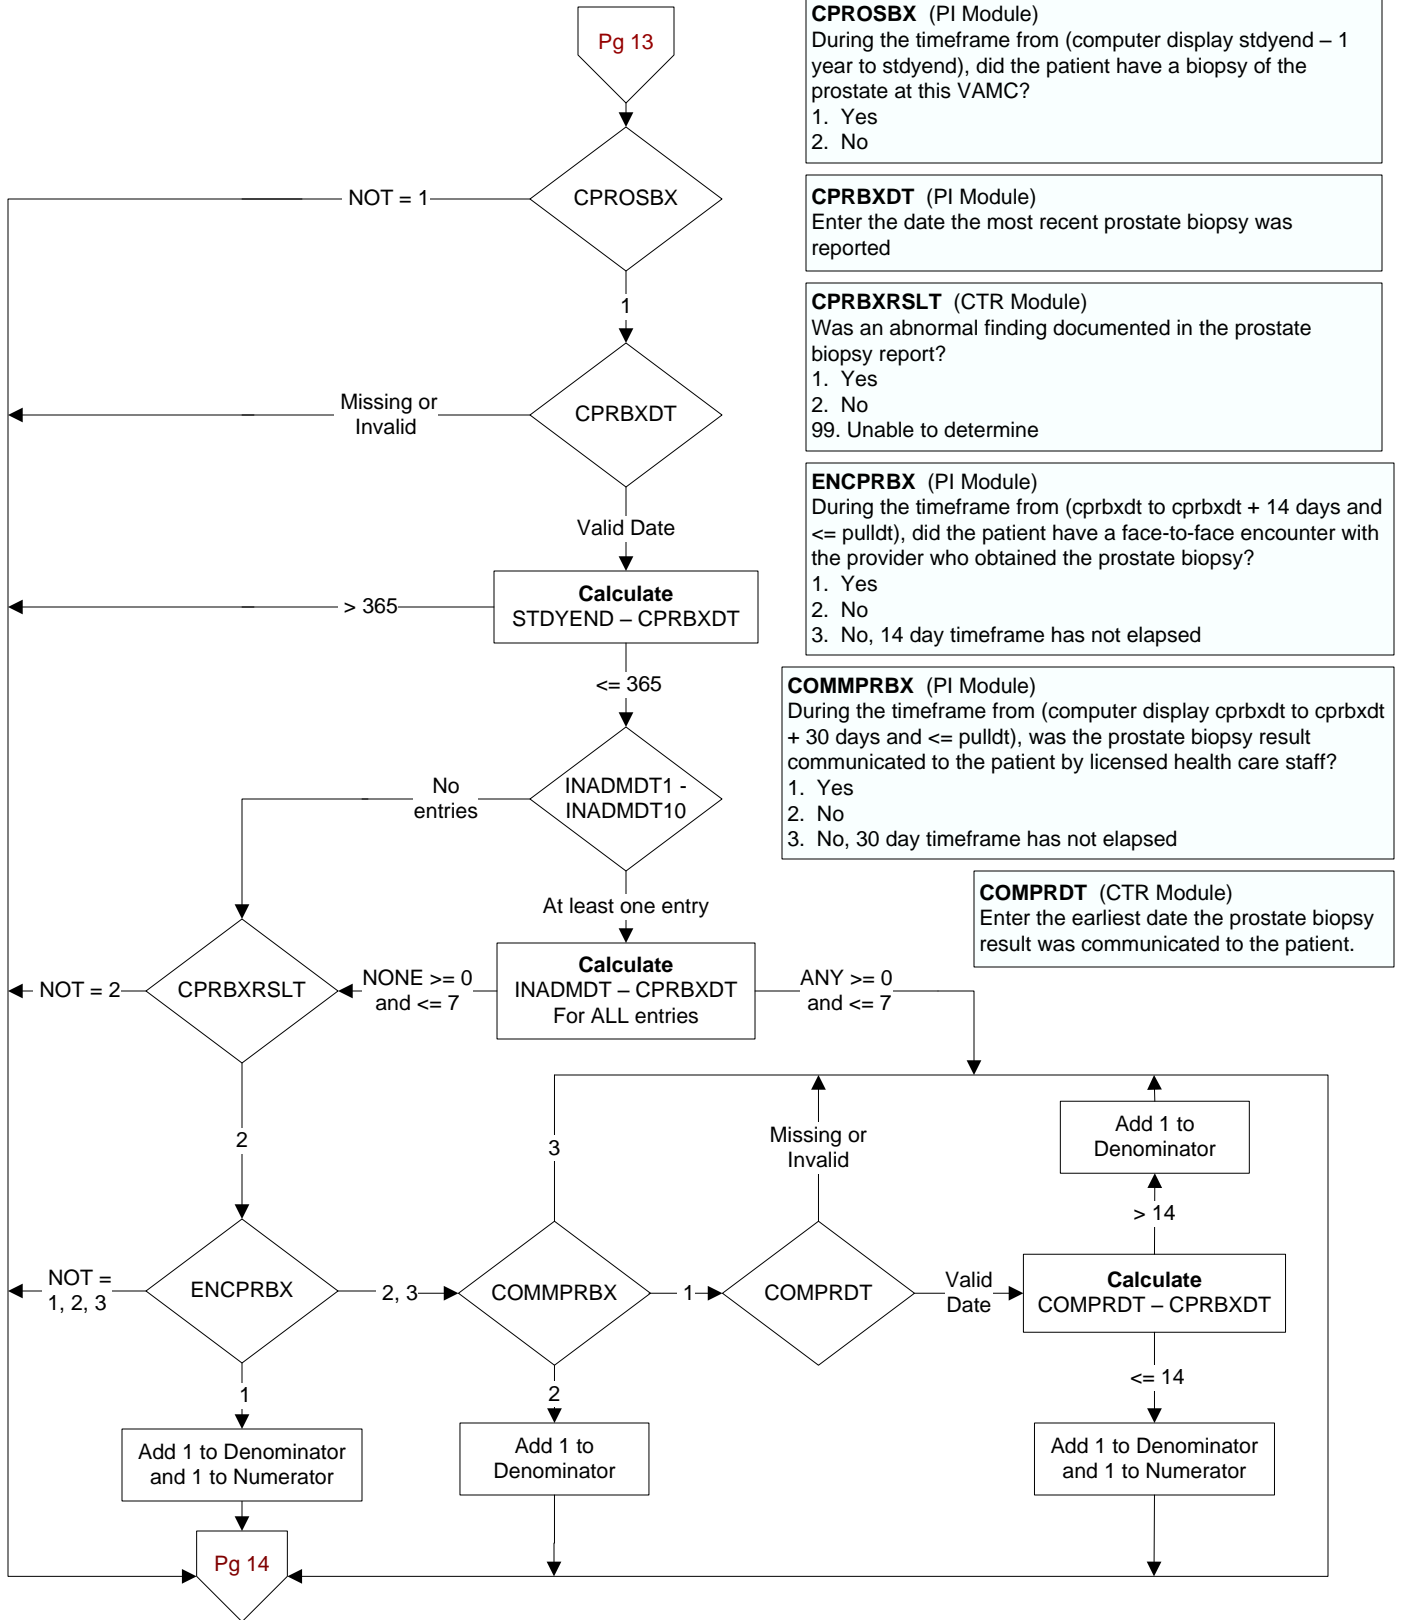 Pg 13
CPROSBX (PI Module)
During the timeframe from (computer display stdyend – 1
year to stdyend), did the patient have a biopsy of the
prostate at this VAMC?
1. Yes
2. No
CPROSBX
NOT = 1
1
CPRBXDT (PI Module)
Enter the date the most recent prostate biopsy was
reported
CPRBXRSLT (CTR Module)
Was an abnormal finding documented in the prostate
biopsy report?
1. Yes
2. No
99. Unable to determine
CPRBXDT
Missing or
Invalid
Valid Date
ENCPRBX (PI Module)
During the timeframe from (cprbxdt to cprbxdt + 14 days and
<= pulldt), did the patient have a face-to-face encounter with
the provider who obtained the prostate biopsy?
1. Yes
2. No
3. No, 14 day timeframe has not elapsed
Calculate
STDYEND – CPRBXDT
> 365
<= 365
COMMPRBX (PI Module)
During the timeframe from (computer display cprbxdt to cprbxdt
+ 30 days and <= pulldt), was the prostate biopsy result
communicated to the patient by licensed health care staff?
1. Yes
2. No
3. No, 30 day timeframe has not elapsed
INADMDT1 -
INADMDT10
No
entries
At least one entry
COMPRDT (CTR Module)
Enter the earliest date the prostate biopsy
result was communicated to the patient.
Calculate
INADMDT – CPRBXDT
For ALL entries
NONE >= 0
and <= 7
ANY >= 0
and <= 7
CPRBXRSLT
NOT = 2
2
3
Missing or
Invalid
Add 1 to
Denominator
> 14
NOT =
1, 2, 3
ENCPRBX
2, 3
COMMPRBX
1
COMPRDT
Valid
Date
Calculate
COMPRDT – CPRBXDT
1
2
<= 14
Add 1 to Denominator
and 1 to Numerator
Add 1 to
Denominator
Add 1 to Denominator
and 1 to Numerator
Pg 14